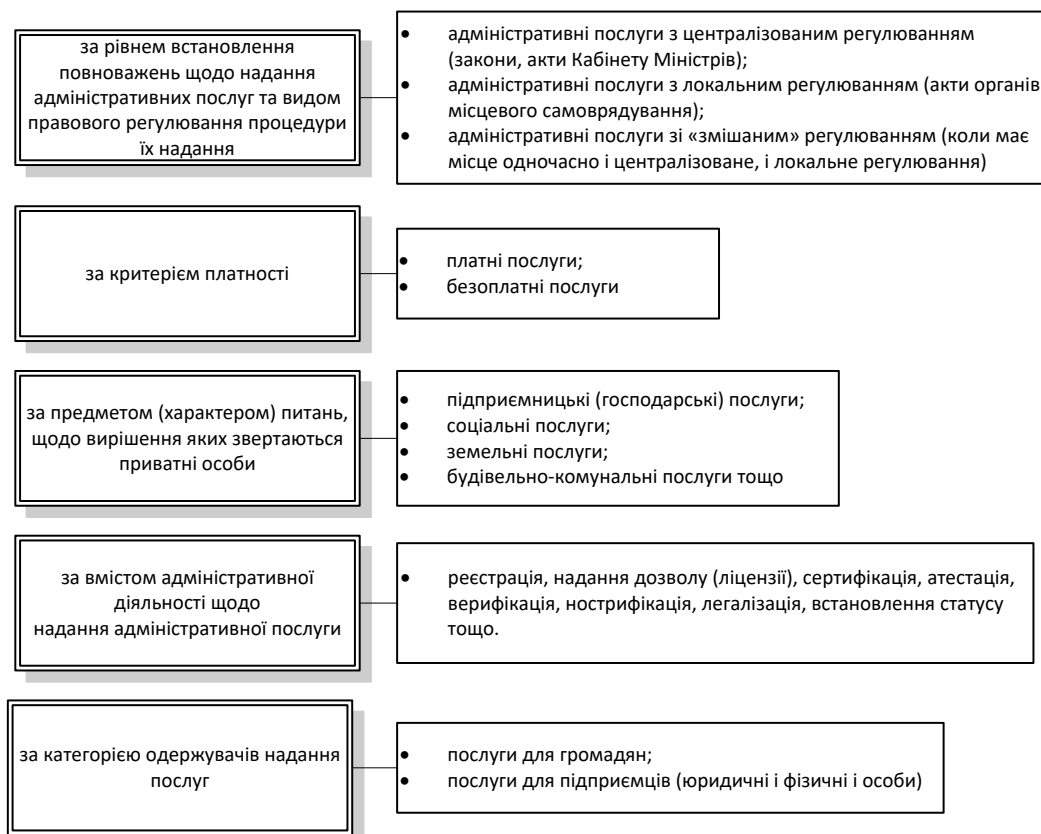 за рівнем встановлення
повноважень щодо надання
адміністративних послуг та видом
правового регулювання процедури
їх надання
• адміністративні послуги з централізованим регулюванням
(закони, акти Кабінету Міністрів);
• адміністративні послуги з локальним регулюванням (акти органів
місцевого самоврядування);
• адміністративні послуги зі «змішаним» регулюванням (коли має
місце одночасно і централізоване, і локальне регулювання)
за критерієм платності
• платні послуги;
• безоплатні послуги
за предметом (характером) питань,
щодо вирішення яких звертаються
приватні особи
• підприємницькі (господарські) послуги;
• соціальні послуги;
• земельні послуги;
• будівельно-комунальні послуги тощо
за вмістом адміністративної
діяльності щодо
надання адміністративної послуги
• реєстрація, надання дозволу (ліцензії), сертифікація, атестація,
верифікація, нострифікація, легалізація, встановлення статусу
тощо.
за категорією одержувачів надання
послуг
• послуги для громадян;
• послуги для підприємців (юридичні і фізичні і особи)